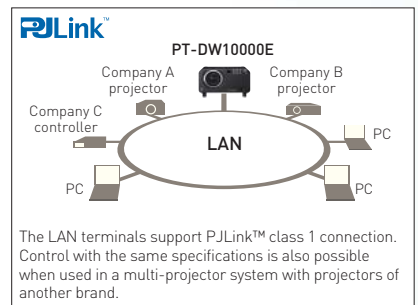 PJLink™
PT-DW10000E
Company A
projector
Company B
projector
Company C
controller
LAN
PC
PC
PC
The LAN terminals support PJLink™ class 1 connection.
Control with the same specifications is also possible
when used in a multi-projector system with projectors of
another brand.